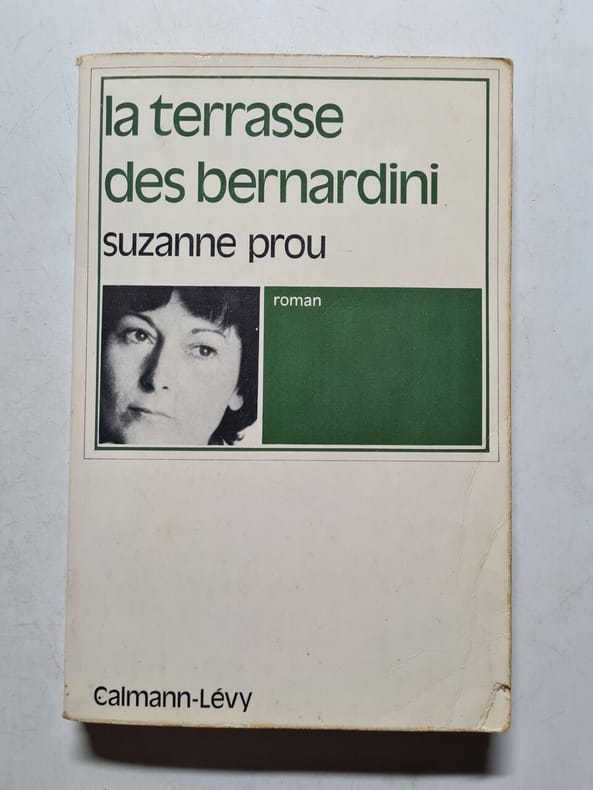 la terrasse
des bernardini
suzanne prou
roman
Calmann-Lévy